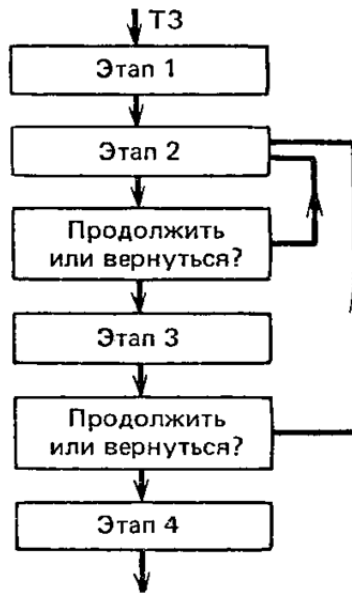 ТЗ
Этап 1
Этап 2
Продолжить
или вернуться?
Этап 3
Продолжить
или вернуться?
Этап 4